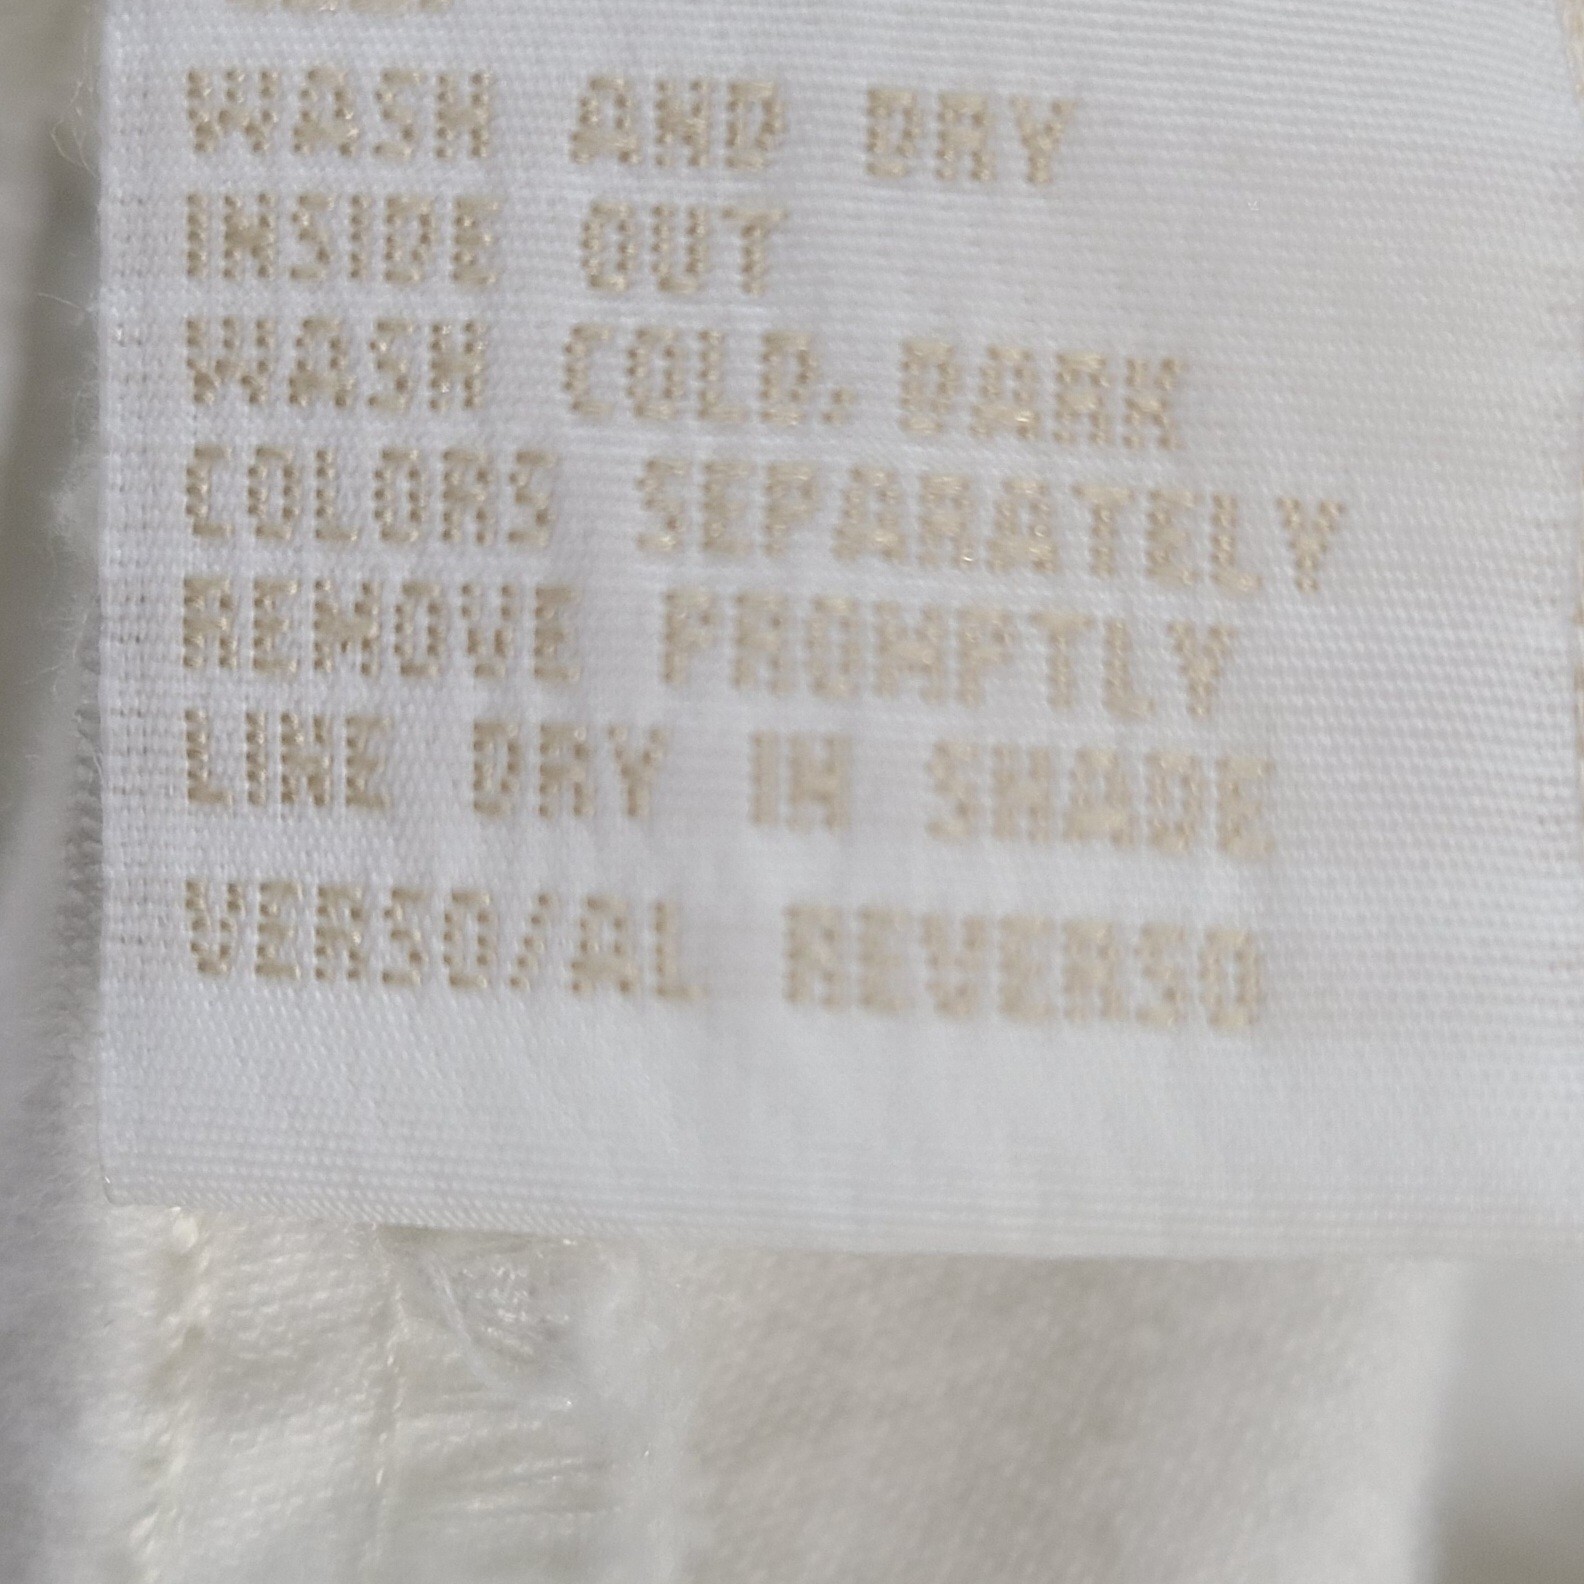 WASH AND DRY
INSIDE OUT
WASH COLD, DARK
COLORS SEPARATELY
REMOVE PROMPTLY
LINE DRY IN SHADE
VERSO/AL REVERSO